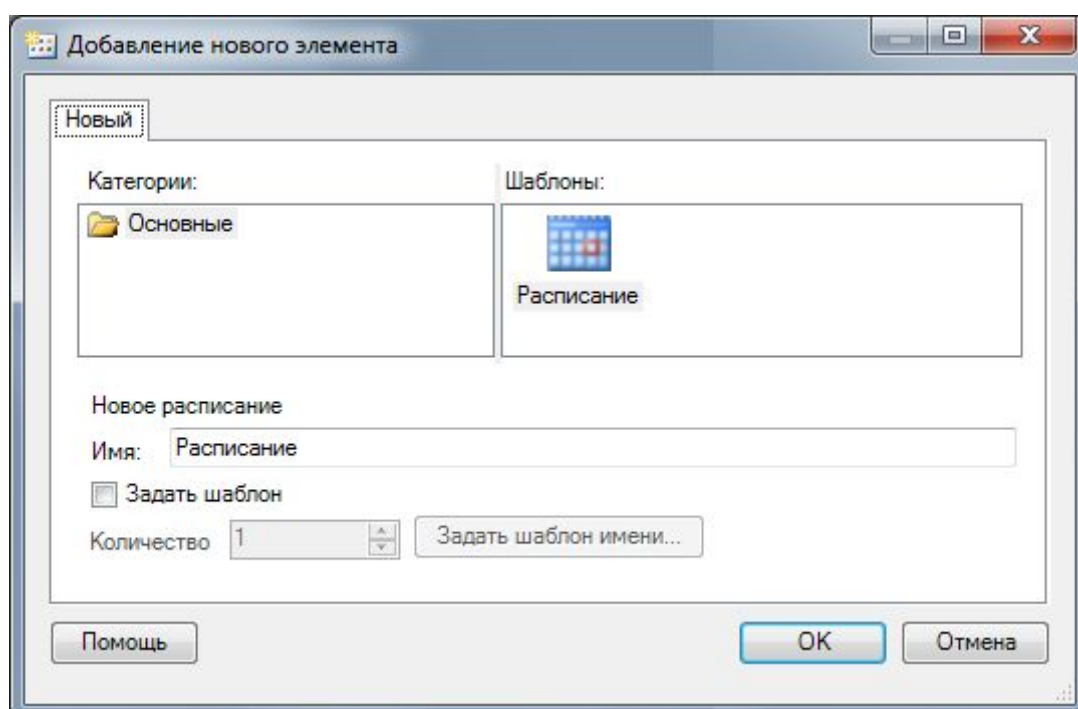 Добавление нового элемента
Новый
Категории:
Шаблоны:
Основные
Расписание
Новое расписание
Имя: Расписание
Задать шаблон
Количество 1 Задать шаблон имени...
Помощь OK Отмена